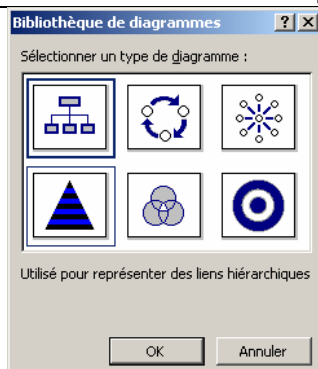 Bibliothèque de diagrammes
Sélectionner un type de diagramme :
Utilisé pour représenter des liens hiérarchiques
OK Annuler